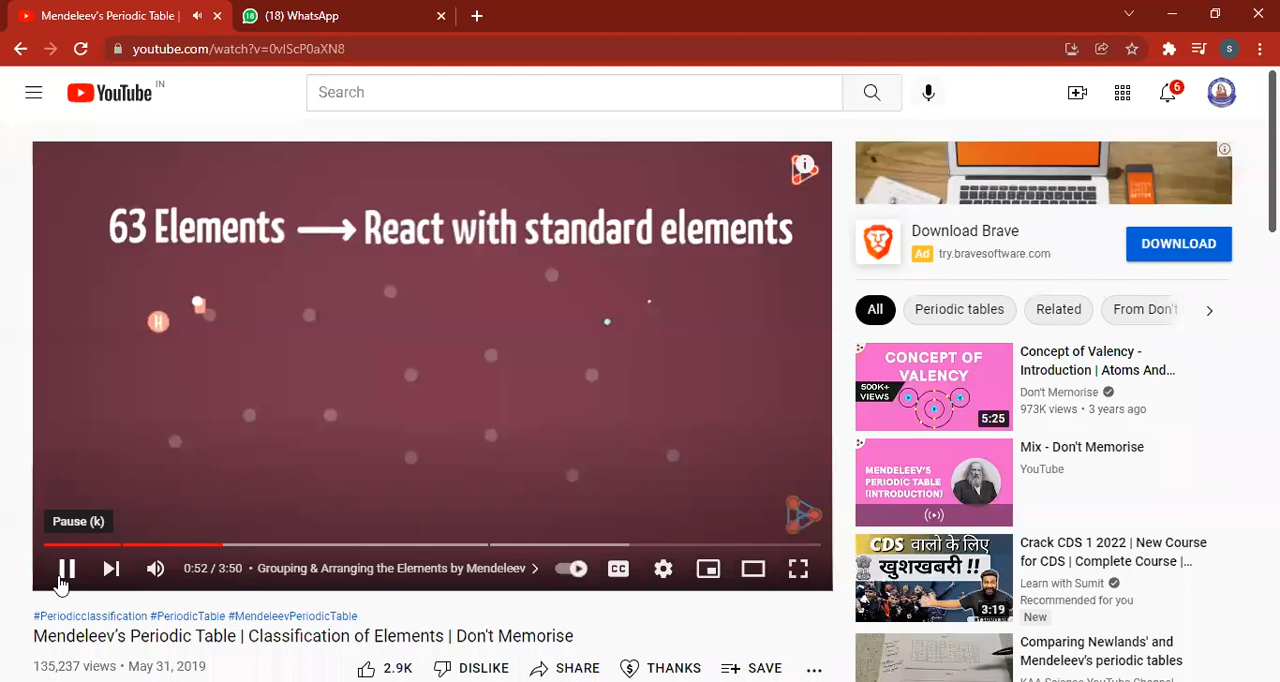 Mendeleev's Periodic Table |
(18) WhatsApp
youtube.com/watch?v=0vlScP0aXN8
YouTube IN
Search
6
63 Elements → React with standard elements
H
Pause (k)
0:52 / 3:50 • Grouping & Arranging the Elements by Mendeleev
CC
#Periodicclassification #PeriodicTable #MendeleevPeriodicTable
Mendeleev's Periodic Table | Classification of Elements | Don't Memorise
135,237 views • May 31, 2019
2.9K DISLIKE SHARE THANKS SAVE
Download Brave
Ad try.bravesoftware.com
DOWNLOAD
All Periodic tables Related From Don't
CONCEPT OF
VALENCY
500K+
VIEWS
5:25
Concept of Valency -
Introduction | Atoms And...
Don't Memorise
973K views • 3 years ago
MENDELEEV'S
PERIODIC TABLE
(INTRODUCTION)
Mix - Don't Memorise
YouTube
CDS वालो के लिए
खुशखबरी !!
3:19
Crack CDS 1 2022 | New Course
for CDS | Complete Course |...
Learn with Sumit
Recommended for you
New
Comparing Newlands' and
Mendeleev's periodic tables
KAA Science YouTube Channel